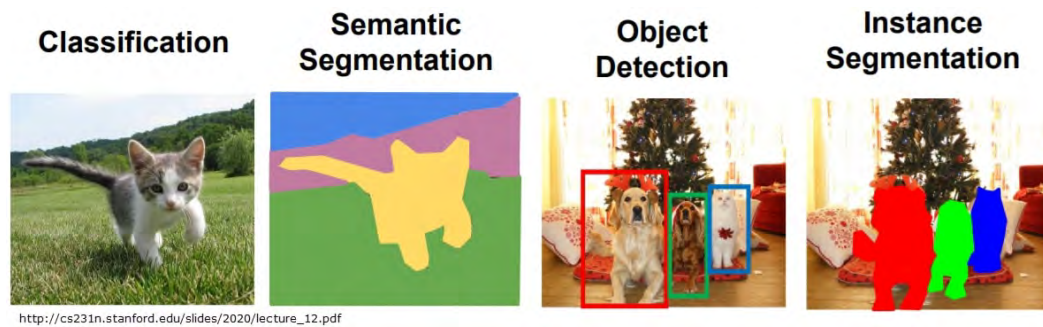 Classification
Semantic
Segmentation
Object
Detection
Instance
Segmentation
http://cs231n.stanford.edu/slides/2020/lecture_12.pdf